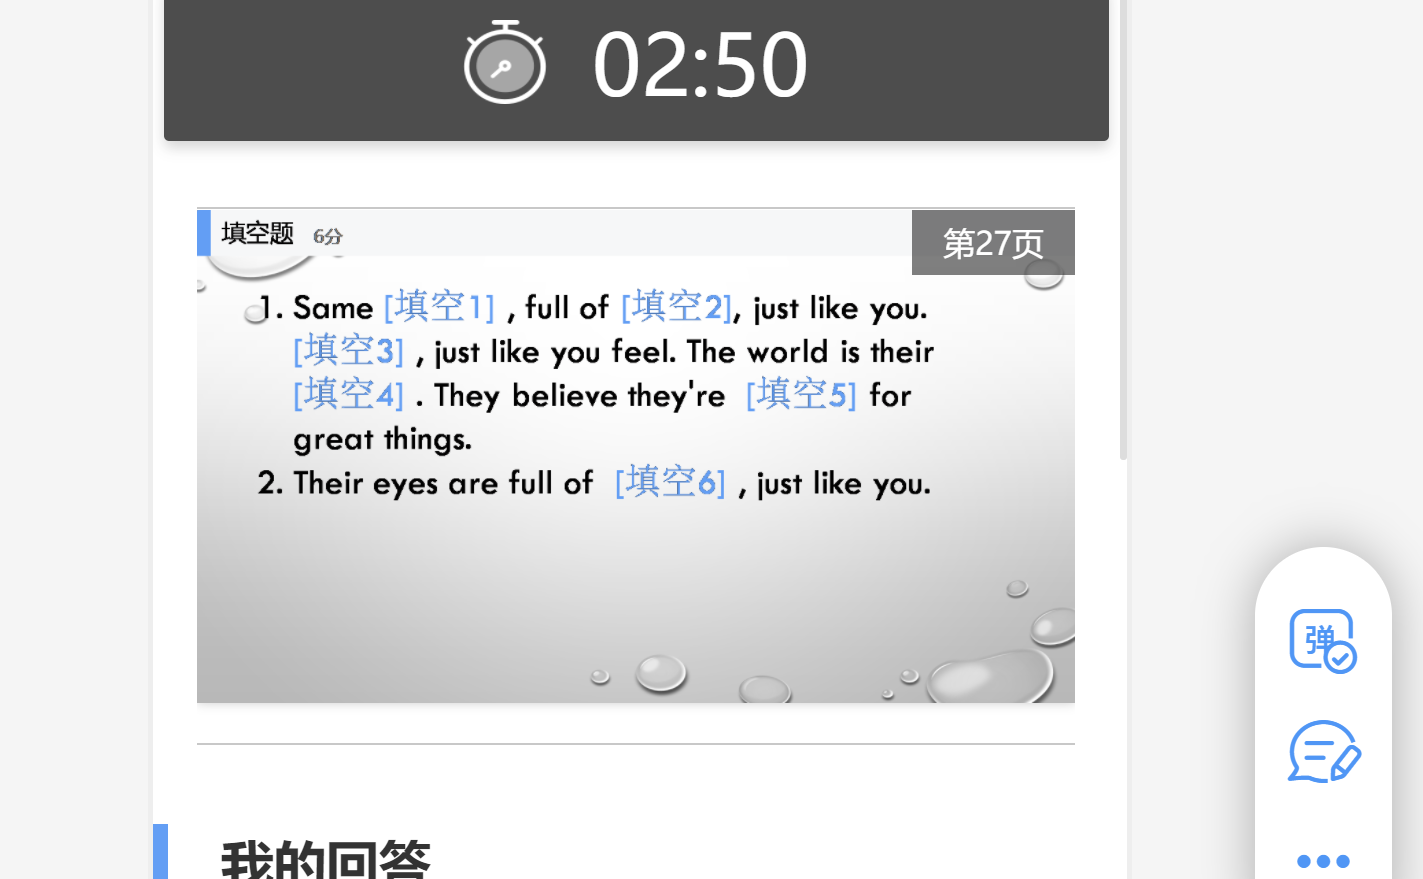 02:50
填空题 6分
第27页
1. Same [填空1] , full of [填空2], just like you.
[填空3] , just like you feel. The world is their
[填空4] . They believe they're [填空5] for
great things.
2. Their eyes are full of [填空6] , just like you.
弹
我的回答